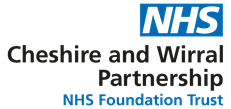 NHS
Cheshire and Wirral
Partnership
NHS Foundation Trust